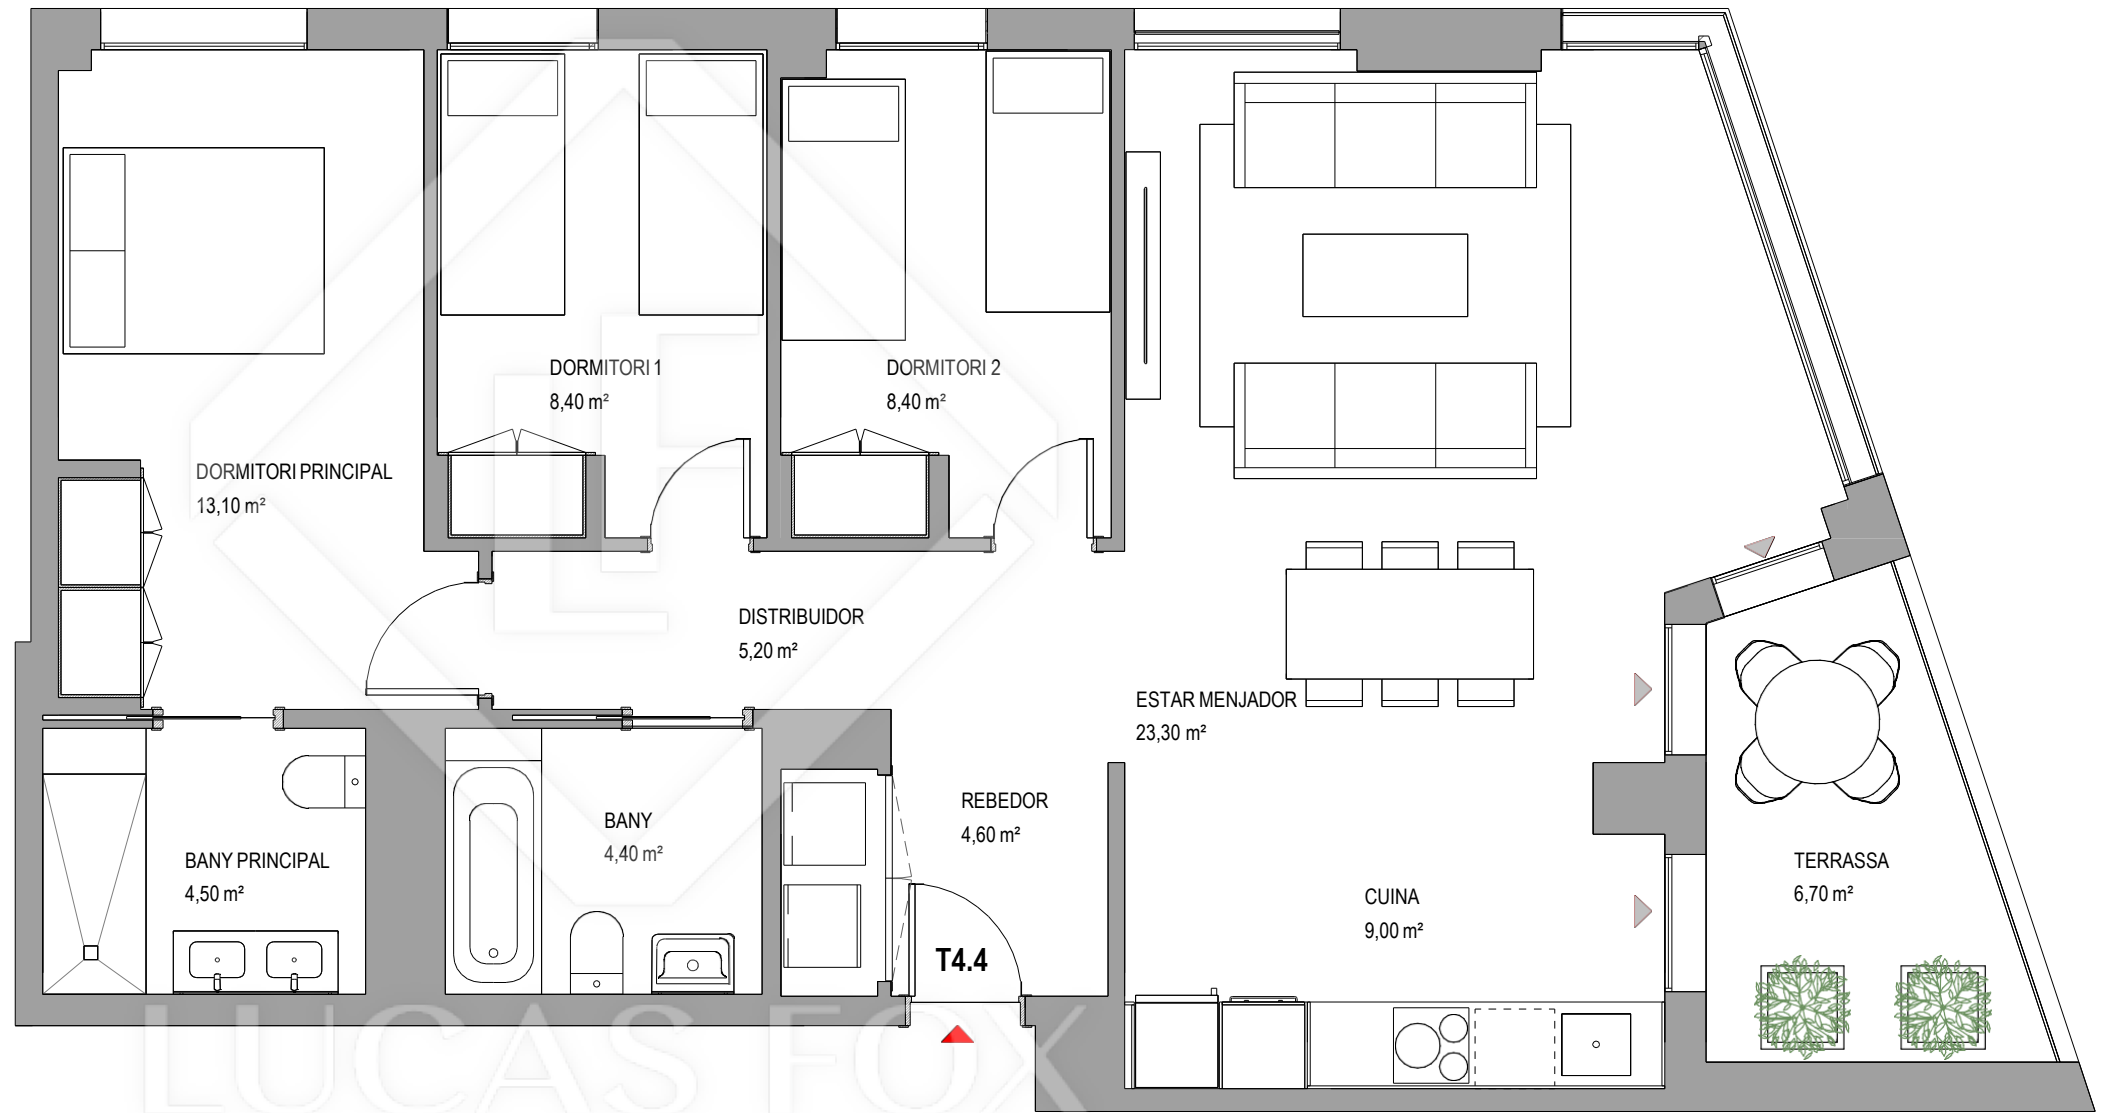 DORMITORI 1
8,40 m²
DORMITORI 2
8,40 m²
DORMITORI PRINCIPAL
13,10 m²
DISTRIBUIDOR
5,20 m²
ESTAR MENJADOR
23,30 m²
REBEDOR
4,60 m²
BANY
4,40 m²
BANY PRINCIPAL
4,50 m²
TERRASSA
6,70 m²
CUINA
9,00 m²
T4.4
LUCAS FOX